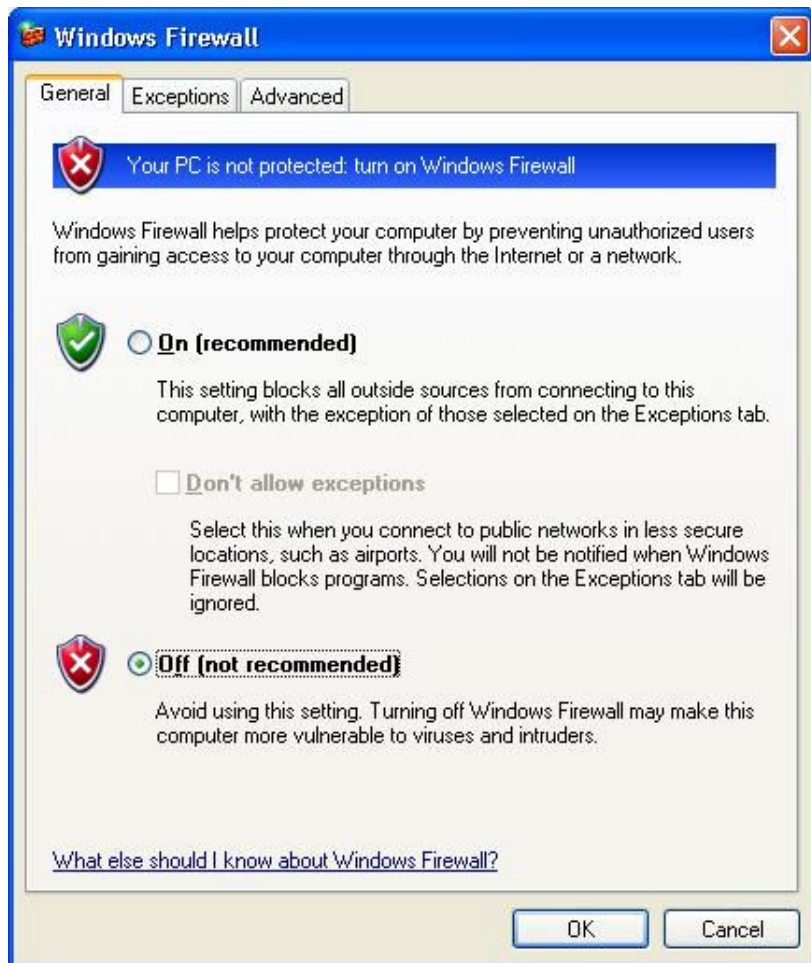 Windows Firewall
General Exceptions Advanced
Your PC is not protected: turn on Windows Firewall
Windows Firewall helps protect your computer by preventing unauthorized users
from gaining access to your computer through the Internet or a network.
On (recommended)
This setting blocks all outside sources from connecting to this
computer, with the exception of those selected on the Exceptions tab.
Don't allow exceptions
Select this when you connect to public networks in less secure
locations, such as airports. You will not be notified when Windows
Firewall blocks programs. Selections on the Exceptions tab will be
ignored.
Off (not recommended)
Avoid using this setting. Turning off Windows Firewall may make this
computer more vulnerable to viruses and intruders.
What else should I know about Windows Firewall?
OK Cancel